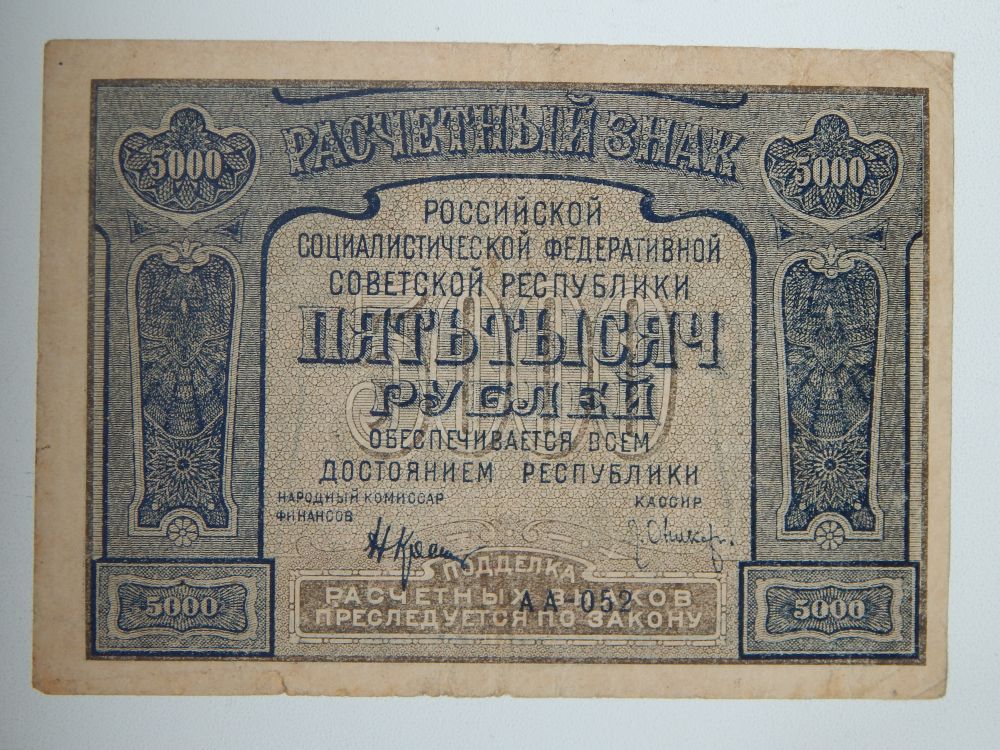 РАСЧЕТНЫЙ ЗНАК
5000
5000
РОССИЙСКОЙ
СОЦИАЛИСТИЧЕСКОЙ ФЕДЕРАТИВНОЙ
СОВЕТСКОЙ РЕСПУБЛИКИ
5000
ПЯТЬ ТЫСЯЧ
РУБЛЕЙ
ОБЕСПЕЧИВАЕТСЯ ВСЕМ
ДОСТОЯНИЕМ РЕСПУБЛИКИ
НАРОДНЫЙ КОМИССАР
ФИНАНСОВ
КАССИР
ПОДДЕЛКА
РАСЧЕТНЫХ ЗНАКОВ
АА-052
ПРЕСЛЕДУЕТСЯ ПО ЗАКОНУ
5000
5000